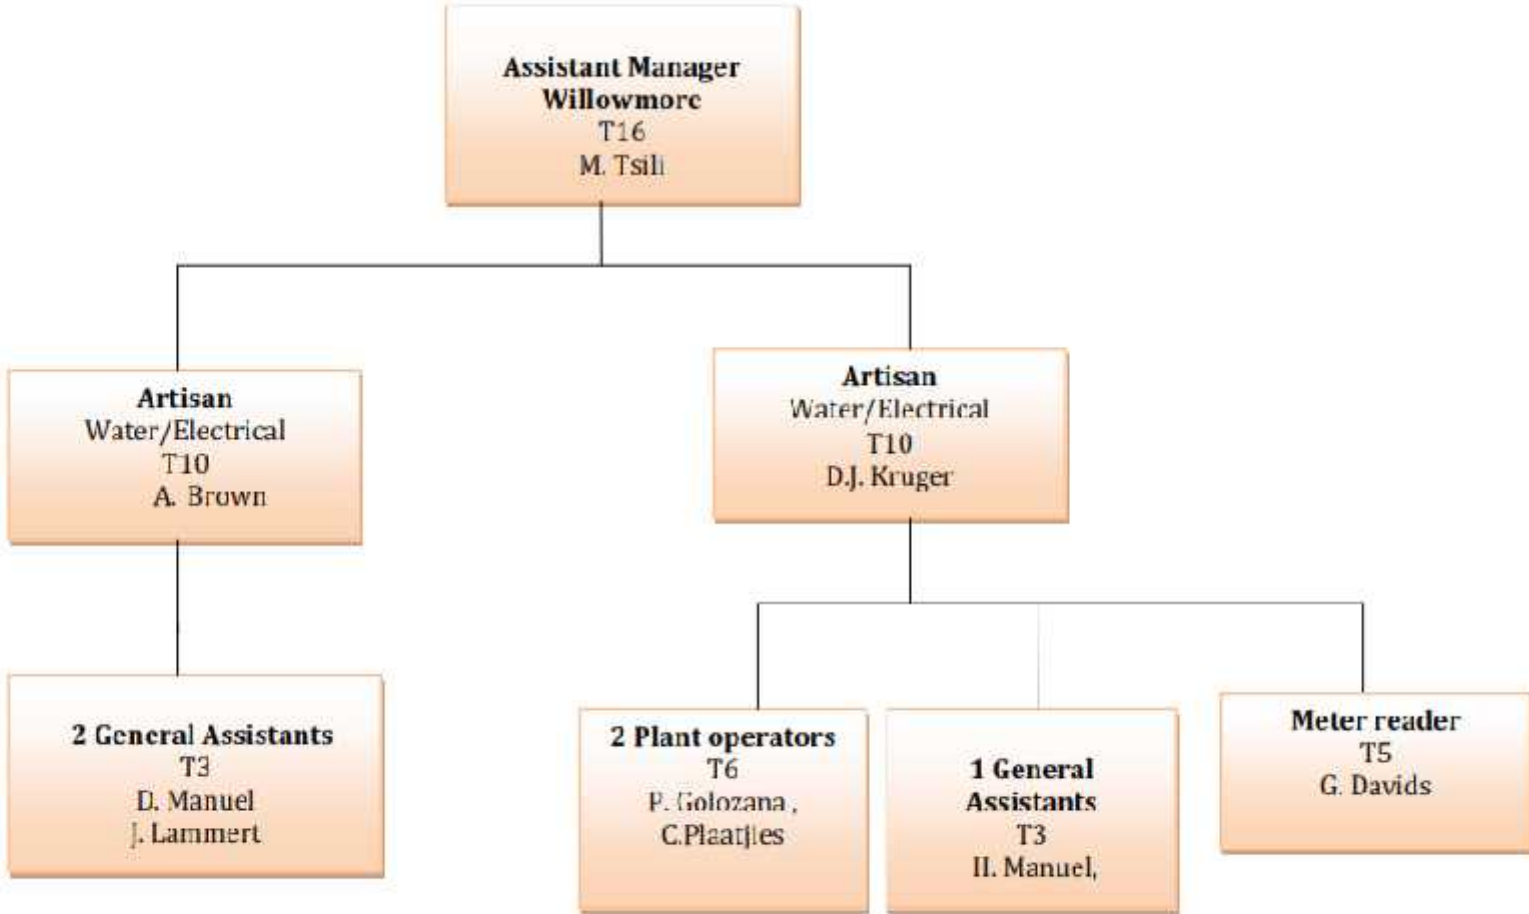 Assistant Manager
Willowmore
T16
M. Tsili
Artisan
Water/Electrical
T10
A. Brown
Artisan
Water/Electrical
T10
D.J. Kruger
2 General Assistants
T3
D. Manuel
J. Lammert
2 Plant operators
T6
P. Golozana ,
C.Plaatjies
1 General
Assistants
T3
H. Manuel,
Meter reader
T5
G. Davids